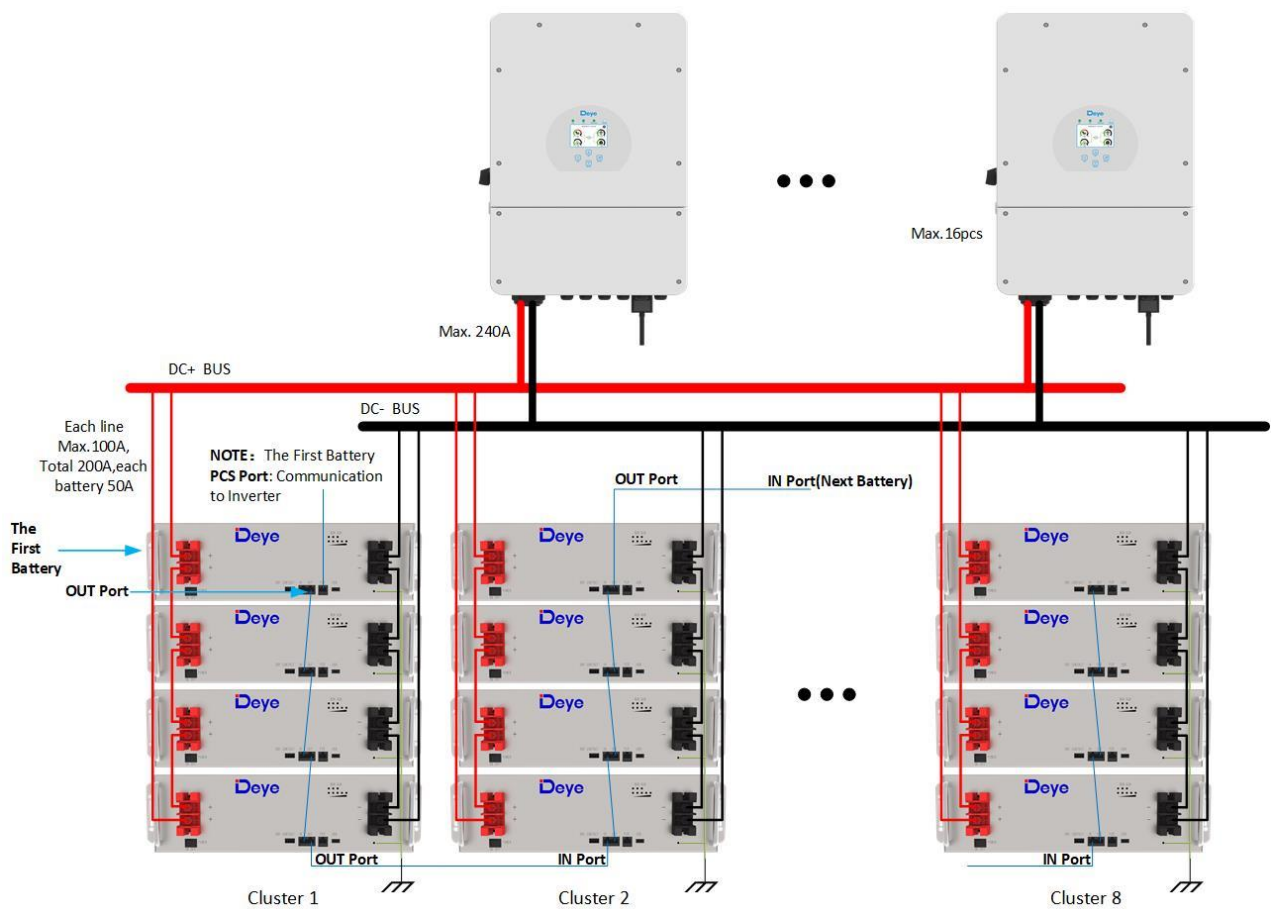 Deye
Deye
Max.16pcs
Max. 240A
DC+ BUS
DC- BUS
Each line
Max.100A,
Total 200A,each
battery 50A
NOTE： The First Battery
PCS Port: Communication
to Inverter
OUT Port
IN Port(Next Battery)
The
First
Battery
OUT Port
Deye
Deye
Deye
Deye
Deye
Deye
Deye
Deye
Deye
Deye
Deye
Deye
OUT Port
IN Port
IN Port
Cluster 1
Cluster 2
Cluster 8